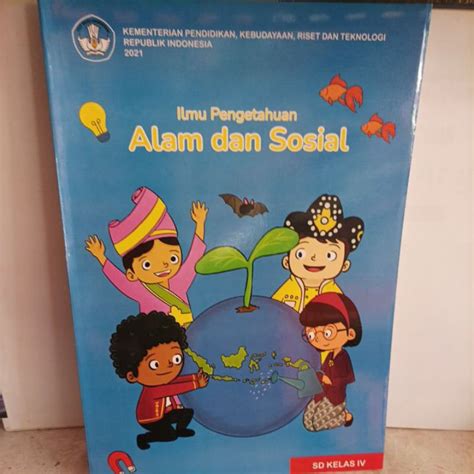 KEMENTERIAN PENDIDIKAN, KEBUDAYAAN, RISET DAN TEKNOLOGI
REPUBLIK INDONESIA
2021
Ilmu Pengetahuan
Alam dan Sosial
SD KELAS IV